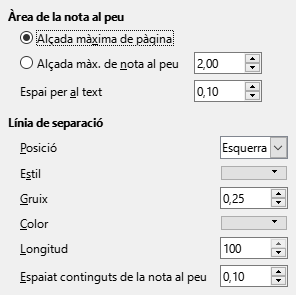 Àrea de la nota al peu
Alçada màxima de pàgina
Alçada màx. de nota al peu 2,00
Espai per al text 0,10
Línia de separació
Posició Esquerra
Estil
Gruix 0,25
Color
Longitud 100
Espaiat continguts de la nota al peu 0,10